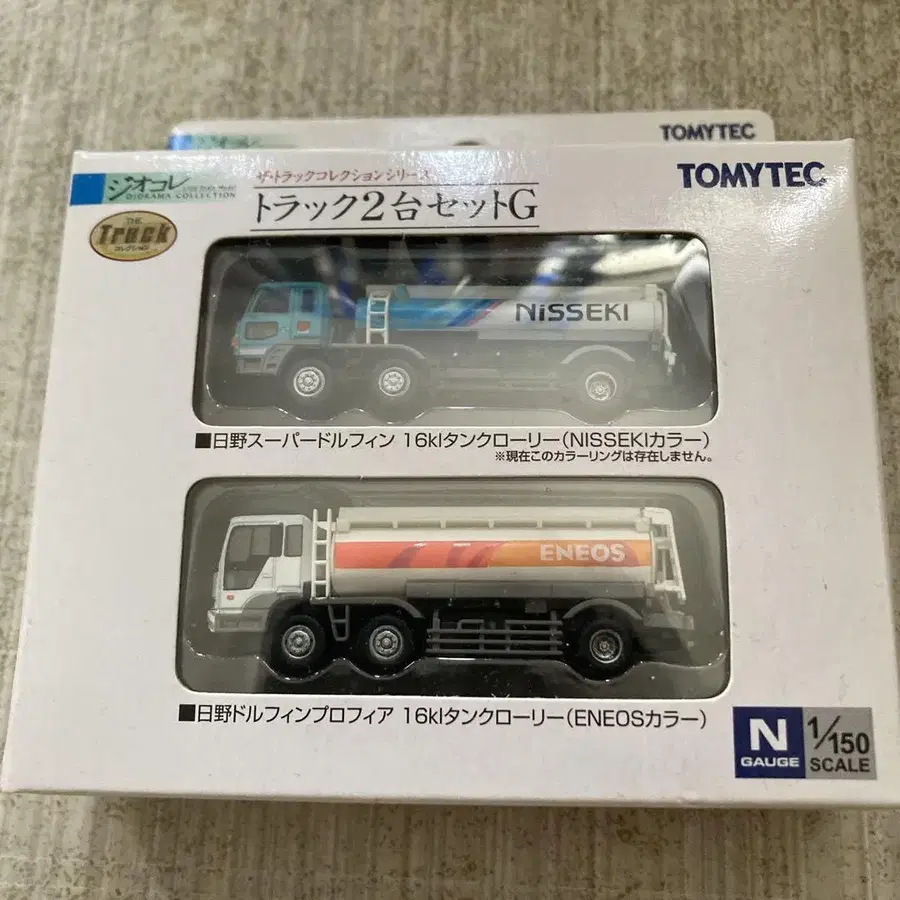 TOMYTEC
ジオコレ
DIORAMA COLLECTION
ザ・トラックコレクションシリーズ
TOMYTEC
トラック2台セットG
THE
Truck
コレクション
NISSEKI
■日野スーパードルフィン 16klタンクローリー(NISSEKIカラー)
※現在このカラーリングは存在しません。
ENEOS
■日野ドルフィンプロフィア 16klタンクローリー(ENEOSカラー)
N
GAUGE
1/150
SCALE